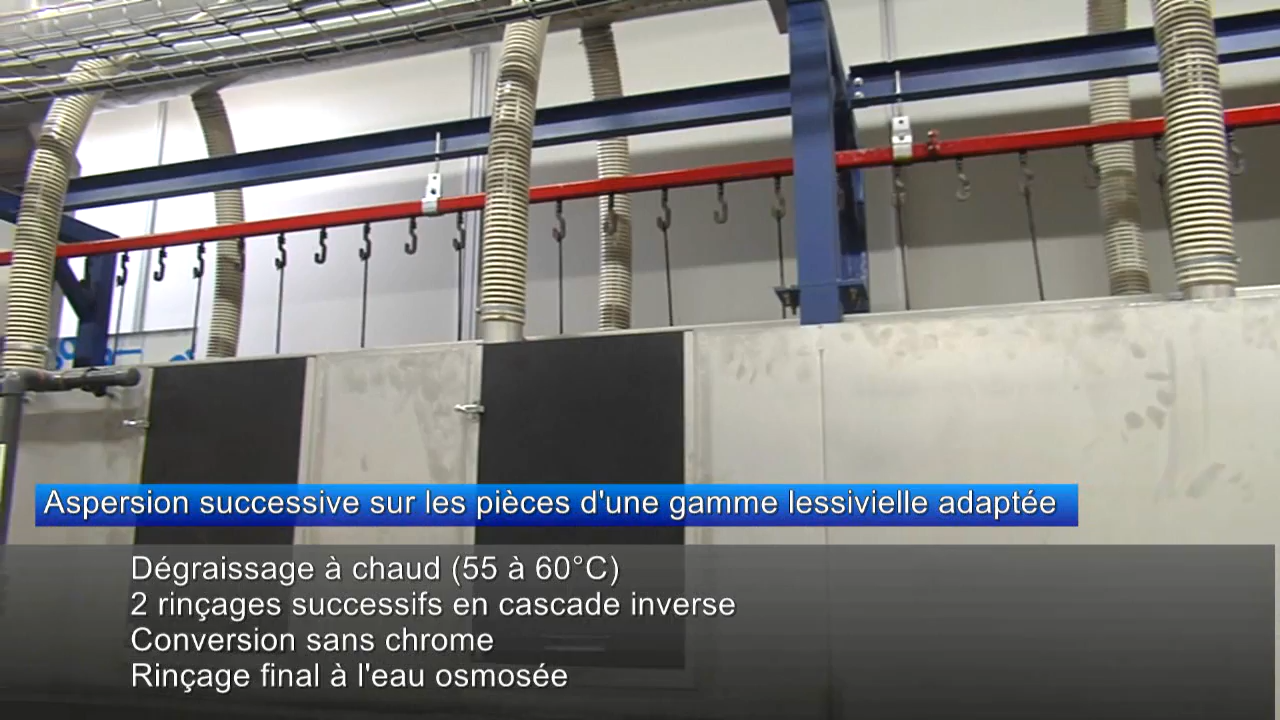 Aspersion successive sur les pièces d'une gamme lessivielle adaptée
Dégraissage à chaud (55 à 60°C)
2 rinçages successifs en cascade inverse
Conversion sans chrome
Rinçage final à l'eau osmosée